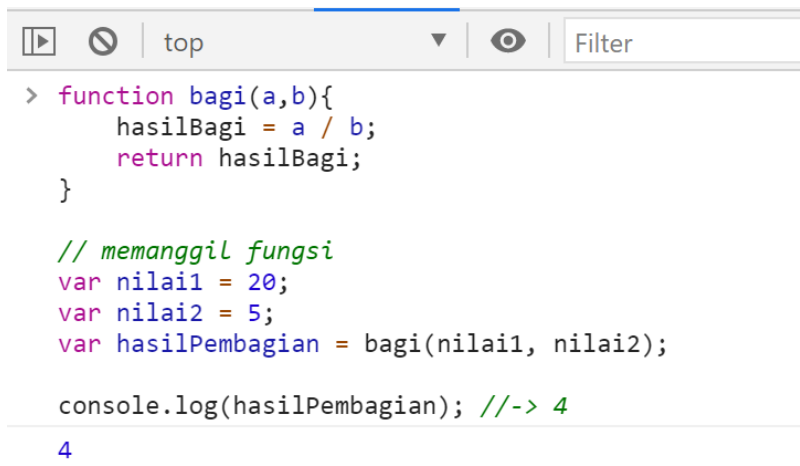 top Filter
function bagi(a,b){
    hasilBagi = a / b;
    return hasilBagi;
}
// memanggil fungsi
var nilai1 = 20;
var nilai2 = 5;
var hasilPembagian = bagi(nilai1, nilai2);
console.log(hasilPembagian); //-> 4
4